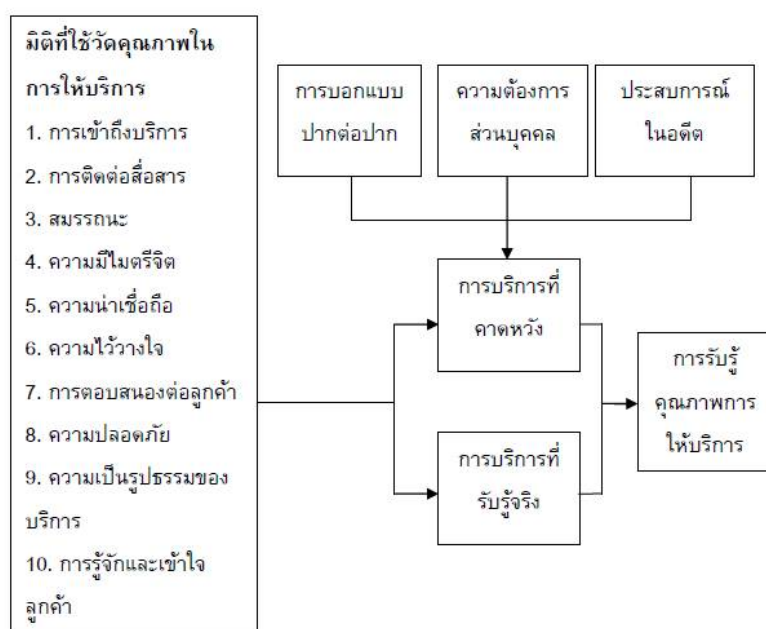 มิติที่ใช้วัดคุณภาพใน
การให้บริการ
1. การเข้าถึงบริการ
2. การติดต่อสื่อสาร
3. สมรรถนะ
4. ความมีไมตรีจิต
5. ความน่าเชื่อถือ
6. ความไว้วางใจ
7. การตอบสนองต่อลูกค้า
8. ความปลอดภัย
9. ความเป็นรูปธรรมของ
บริการ
10. การรู้จักและเข้าใจ
ลูกค้า
การบอกแบบ
ปากต่อปาก
ความต้องการ
ส่วนบุคคล
ประสบการณ์
ในอดีต
การบริการที่
คาดหวัง
การบริการที่
รับรู้จริง
การรับรู้
คุณภาพการ
ให้บริการ